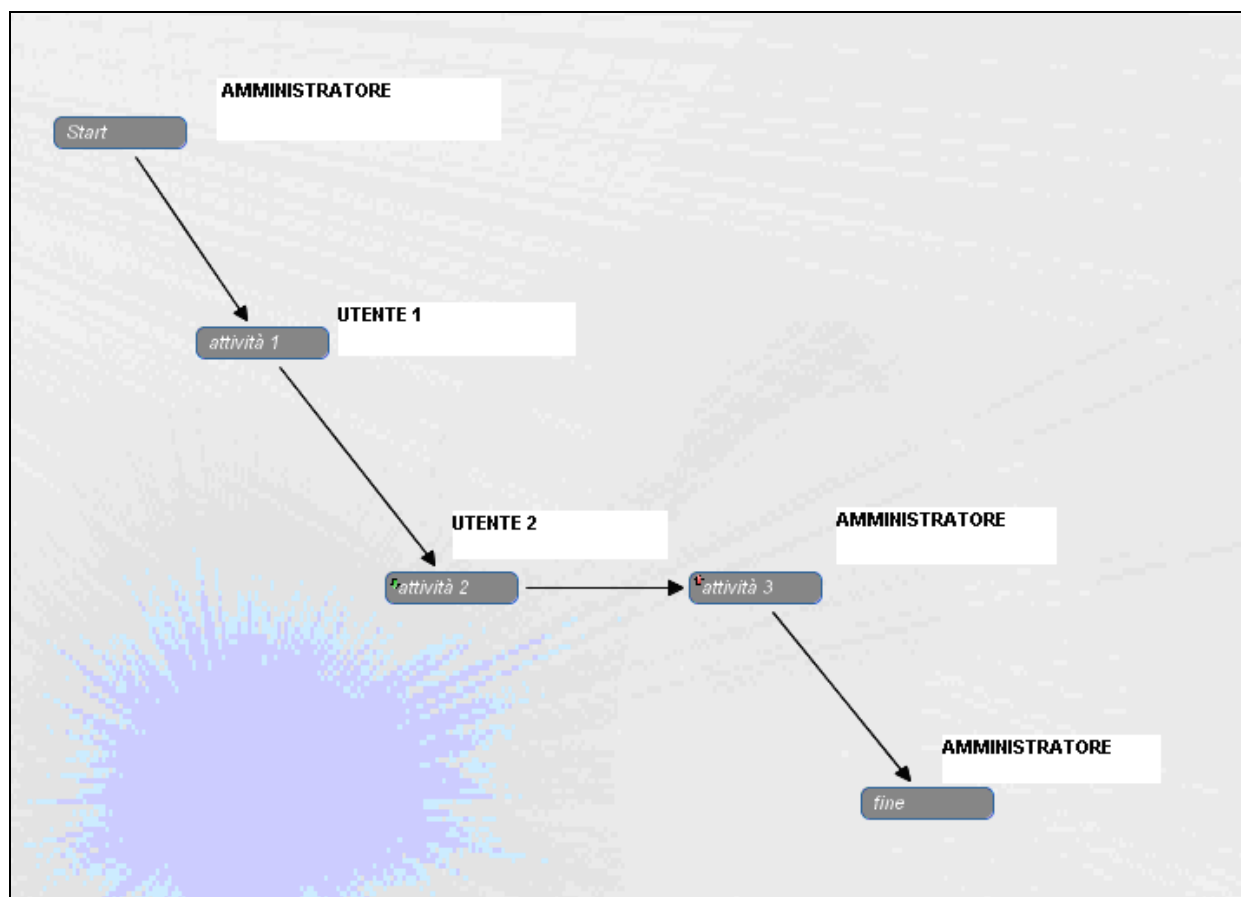 AMMINISTRATORE
Start
UTENTE 1
attività 1
UTENTE 2
AMMINISTRATORE
attività 2
attività 3
AMMINISTRATORE
fine